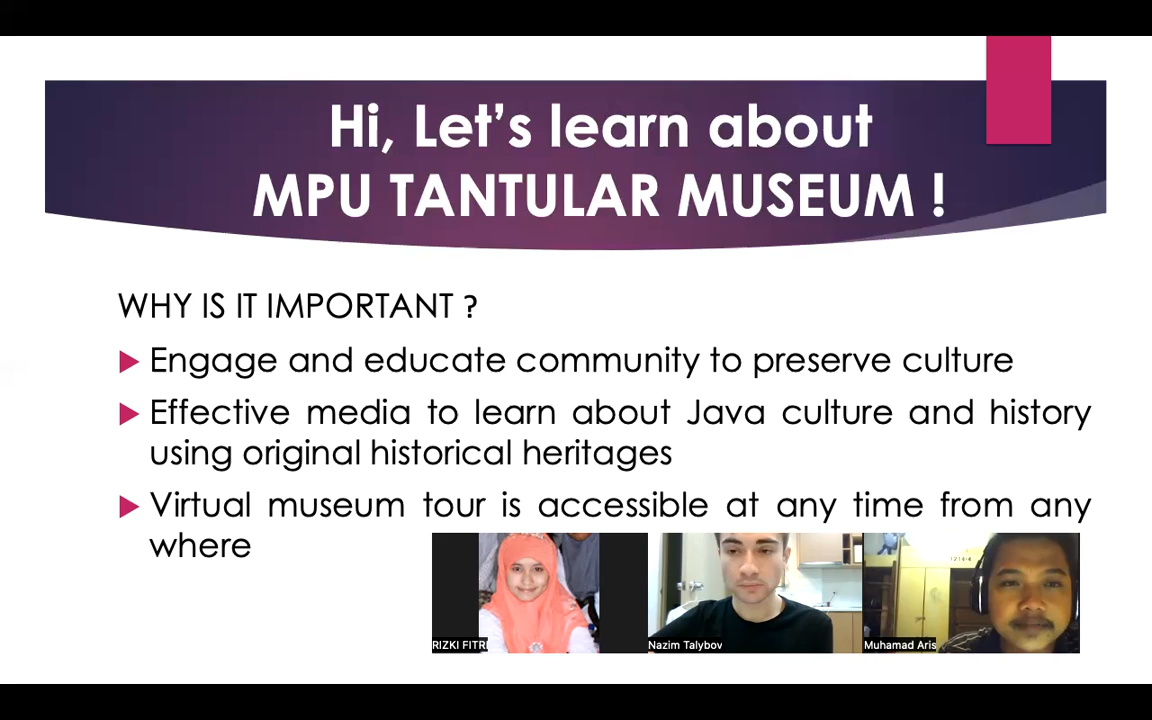 Hi, Let's learn about
MPU TANTULAR MUSEUM !
WHY IS IT IMPORTANT ?
Engage and educate community to preserve culture
Effective media to learn about Java culture and history
using original historical heritages
Virtual museum tour is accessible at any time from any
where
RIZKI FITRI
Nazim Talybov
Muhamad Aris